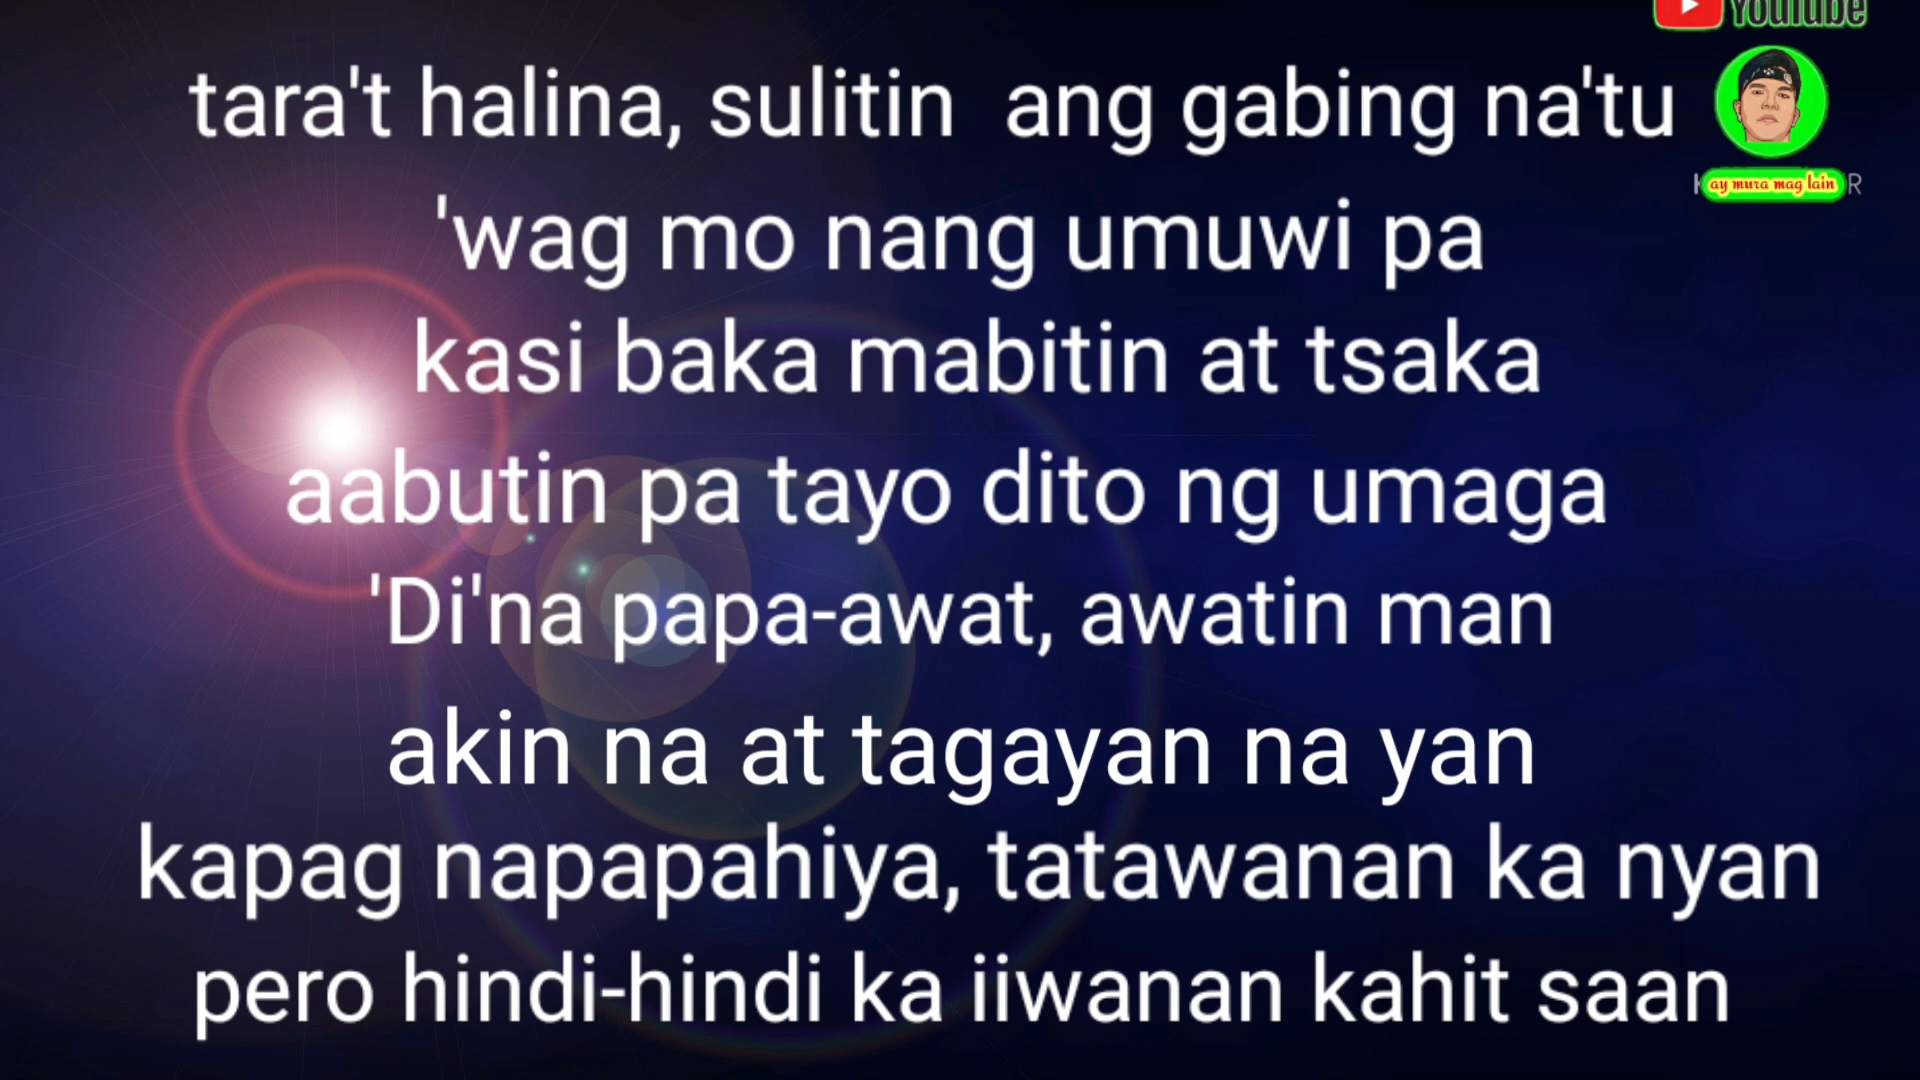 YouTube
tara't halina, sulitin ang gabing na'tu
ay mura mag lain
'wag mo nang umuwi pa
kasi baka mabitin at tsaka
aabutin pa tayo dito ng umaga
'Di'na papa-awat, awatin man
akin na at tagayan na yan
kapag napapahiya, tatawanan ka nyan
pero hindi-hindi ka iiwanan kahit saan